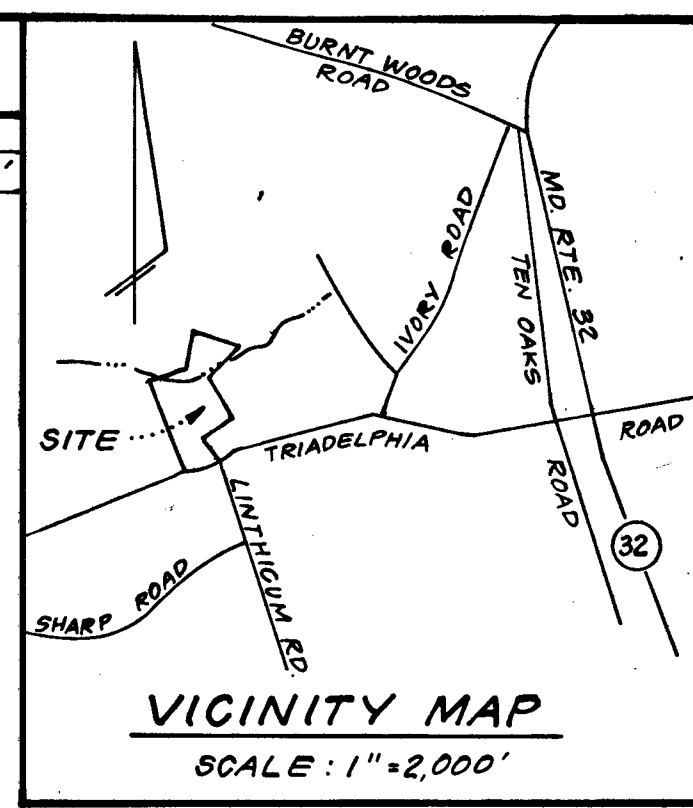 BURNT WOODS
ROAD
MD. RTE. 32
IVORY ROAD
TEN OAKS
SITE
TRIADELPHIA
ROAD
ROAD
LINTHICUM RD.
32
SHARP ROAD
VICINITY MAP
SCALE: 1"=2,000'